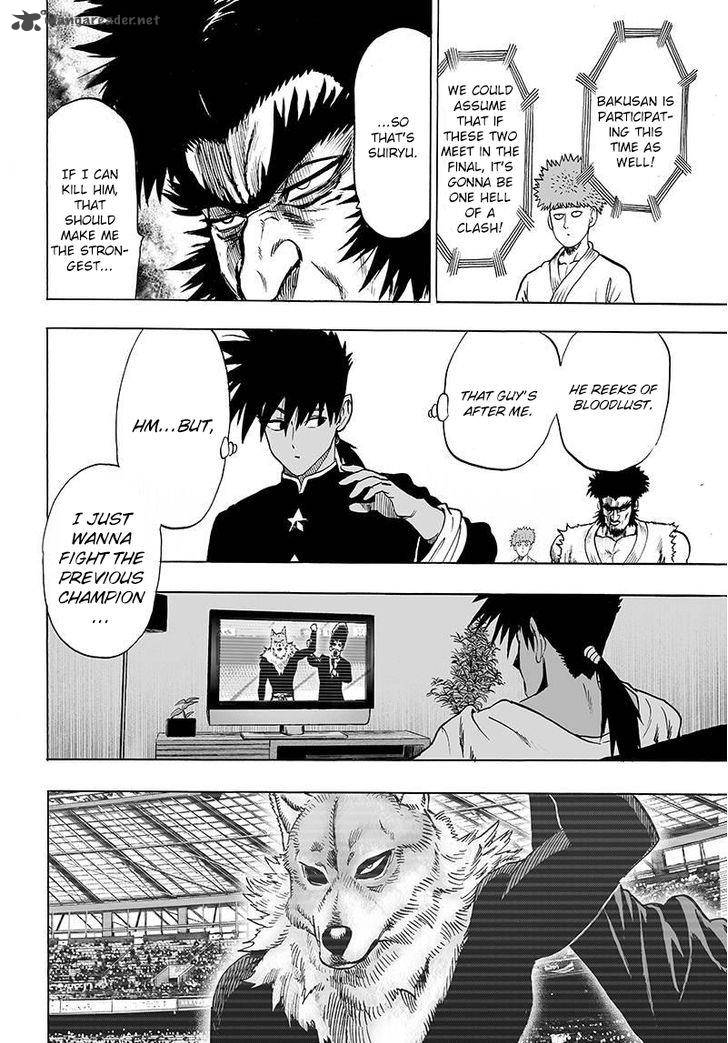 BAKUSAN IS
PARTICIPAT-
ING THIS
TIME AS
WELL!
WE COULD
ASSUME
THAT IF
THESE TWO
MEET IN THE
FINAL, IT'S
GONNA BE
ONE HELL
OF A
CLASH!
...SO
THAT'S
SUIRYU.
IF I CAN
KILL HIM,
THAT
SHOULD
MAKE ME
THE STRON-
GEST...
HE REEKS OF
BLOODLUST.
THAT GUY'S
AFTER ME.
HM...BUT,
I JUST
WANNA
FIGHT THE
PREVIOUS
CHAMPION
...
mangareader.net